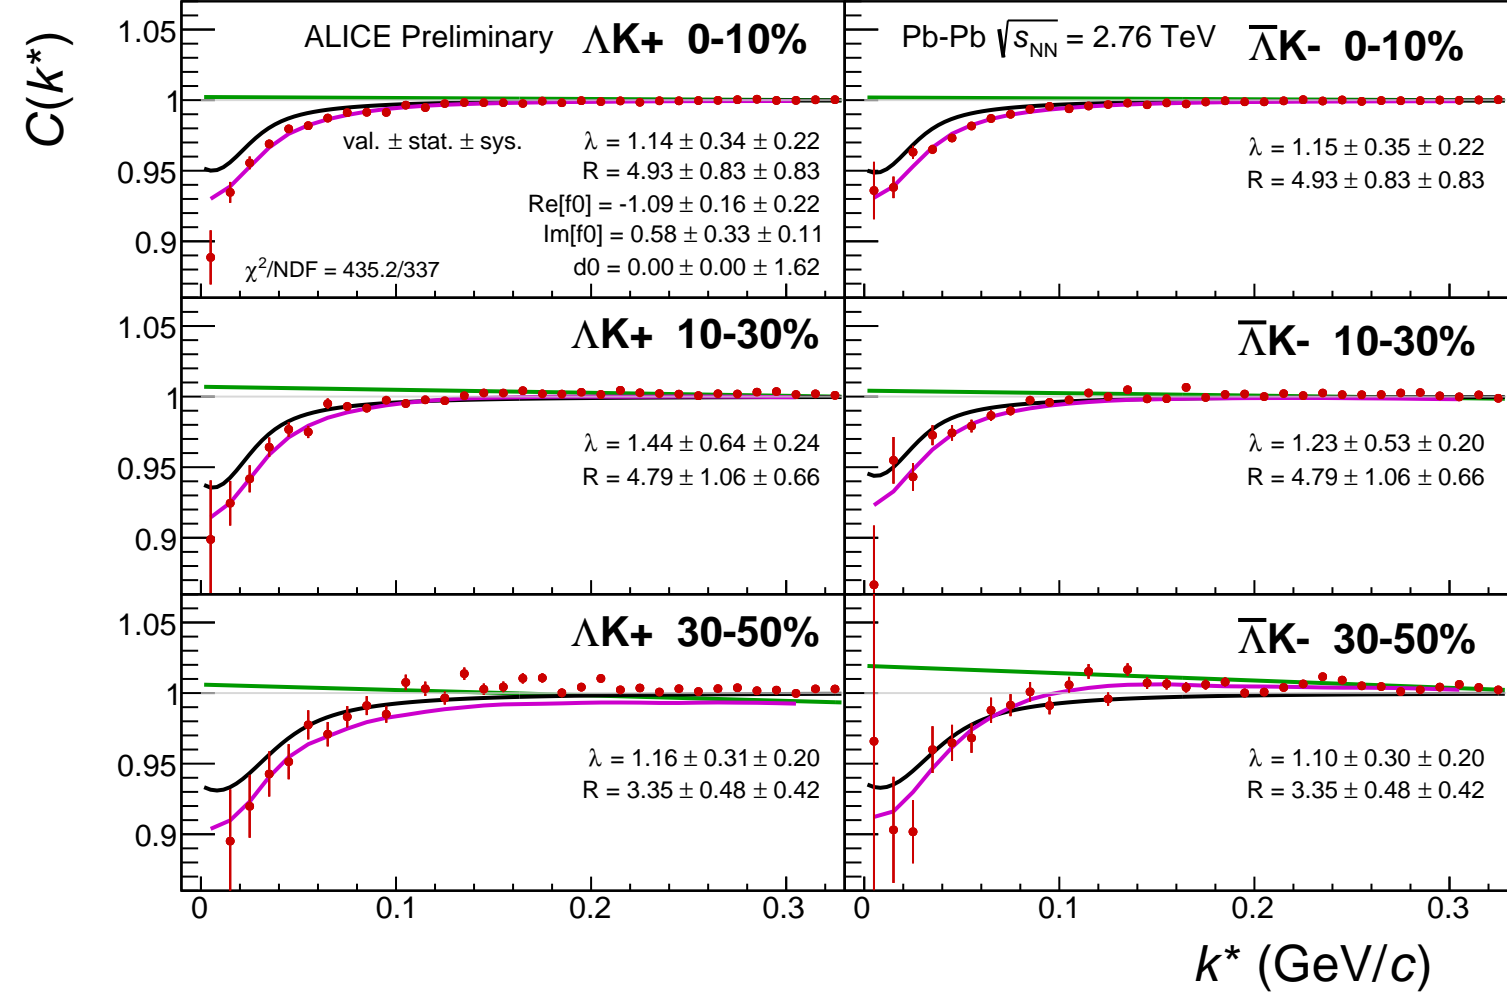 C(k*)
ALICE Preliminary ΛK+ 0-10%
1.05
1
0.95
0.9
val. ± stat. ± sys.
λ = 1.14 ± 0.34 ± 0.22
R = 4.93 ± 0.83 ± 0.83
Re[f0] = -1.09 ± 0.16 ± 0.22
Im[f0] = 0.58 ± 0.33 ± 0.11
d0 = 0.00 ± 0.00 ± 1.62
χ²/NDF = 435.2/337
Pb-Pb √s_NN = 2.76 TeV Λ̅K- 0-10%
λ = 1.15 ± 0.35 ± 0.22
R = 4.93 ± 0.83 ± 0.83
ΛK+ 10-30%
1.05
1
0.95
0.9
λ = 1.44 ± 0.64 ± 0.24
R = 4.79 ± 1.06 ± 0.66
Λ̅K- 10-30%
λ = 1.23 ± 0.53 ± 0.20
R = 4.79 ± 1.06 ± 0.66
ΛK+ 30-50%
1.05
1
0.95
0.9
λ = 1.16 ± 0.31 ± 0.20
R = 3.35 ± 0.48 ± 0.42
Λ̅K- 30-50%
λ = 1.10 ± 0.30 ± 0.20
R = 3.35 ± 0.48 ± 0.42
0 0.1 0.2 0.3 0 0.1 0.2 0.3
k* (GeV/c)